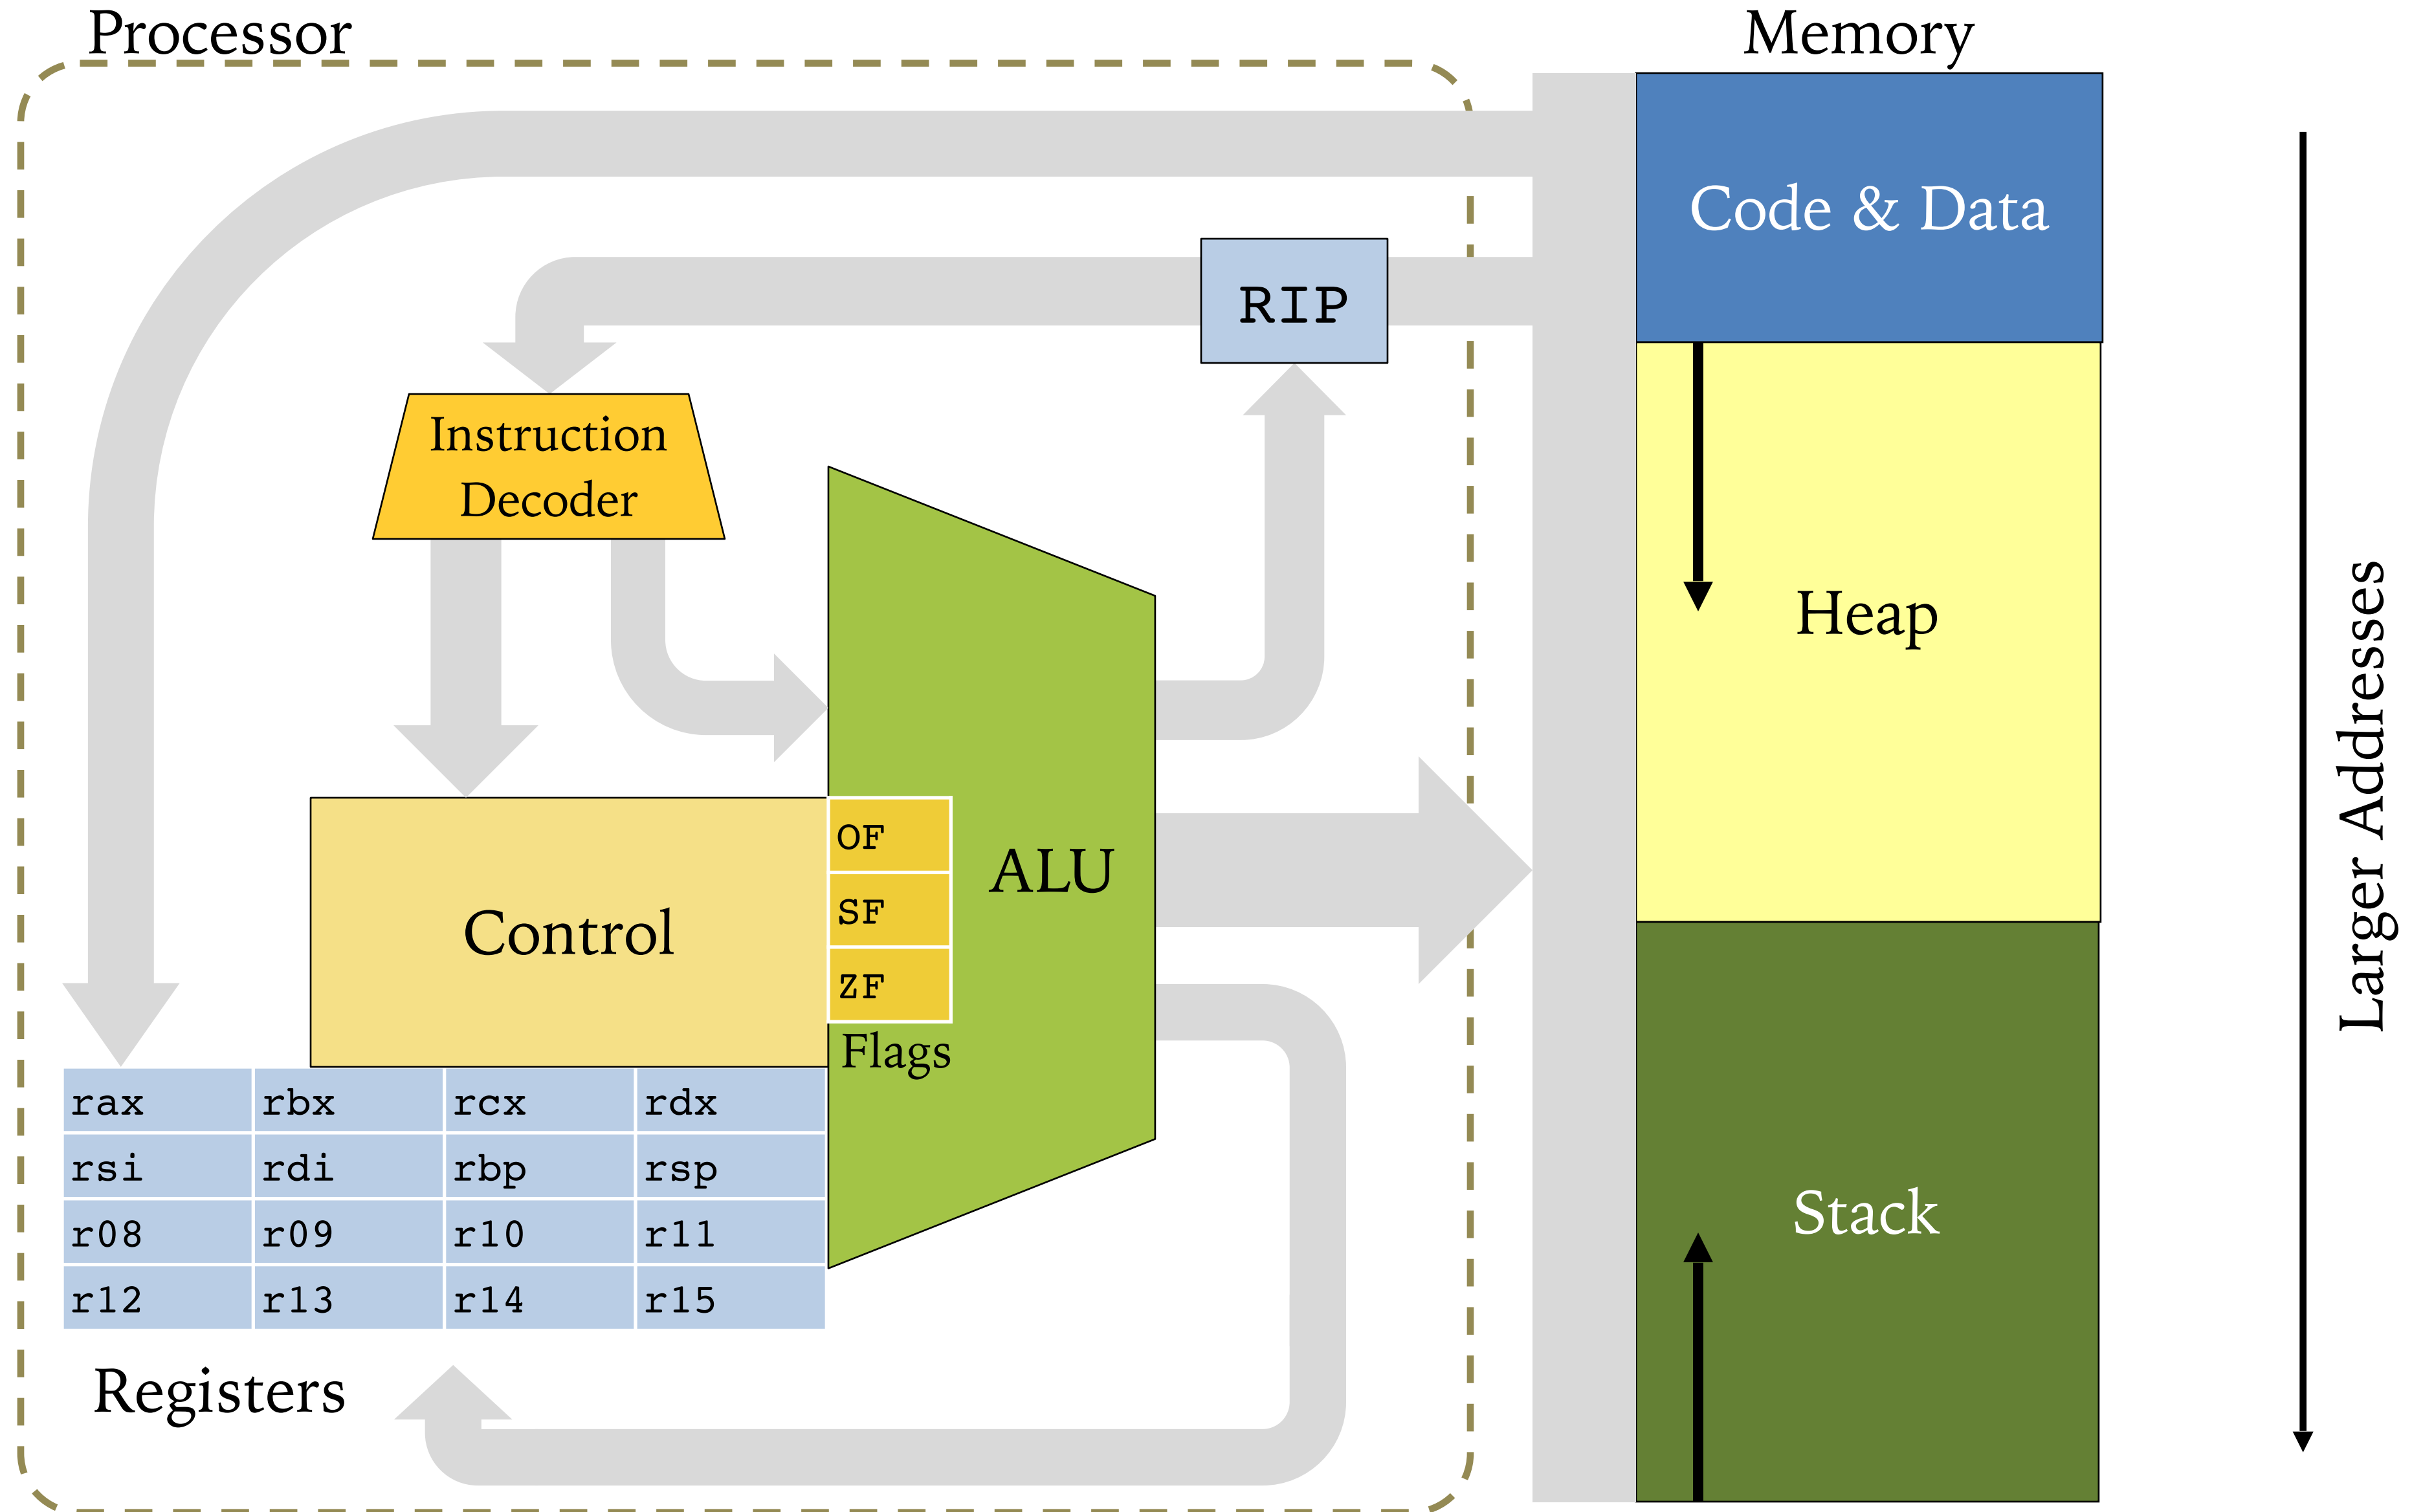 Processor
Memory
Code & Data
RIP
Instruction
Decoder
Heap
Larger Addresses
OF
ALU
SF
Control
ZF
Flags
rax rbx rcx rdx
rsi rdi rbp rsp
r08 r09 r10 r11
r12 r13 r14 r15
Stack
Registers